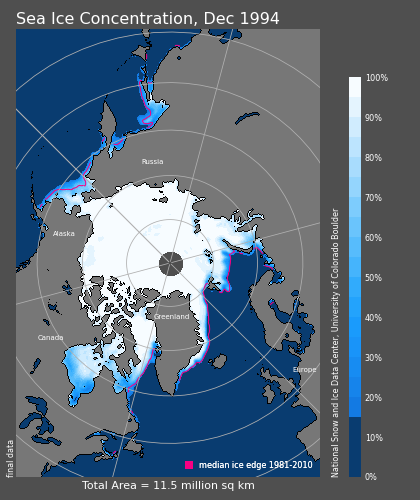 Sea Ice Concentration, Dec 1994
Russia
Alaska
Greenland
Canada
Europe
median ice edge 1981-2010
final data
Total Area = 11.5 million sq km
100%
90%
80%
70%
60%
50%
40%
30%
20%
10%
0%
National Snow and Ice Data Center, University of Colorado Boulder